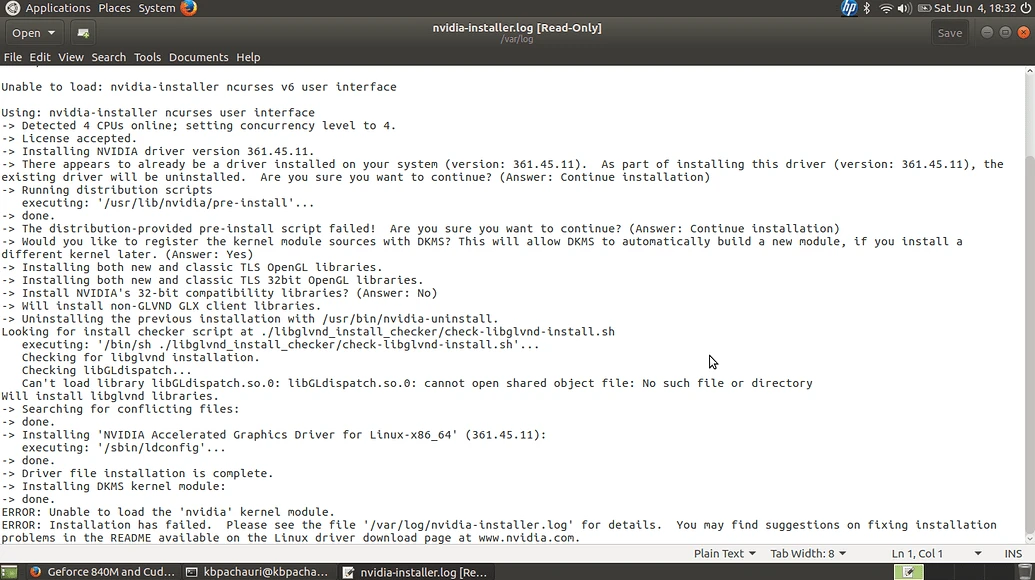 Applications Places System
hp Sat Jun 4, 18:32
Open
nvidia-installer.log [Read-Only]
/var/log
Save
File Edit View Search Tools Documents Help
Unable to load: nvidia-installer ncurses v6 user interface
Using: nvidia-installer ncurses user interface
-> Detected 4 CPUs online; setting concurrency level to 4.
-> License accepted.
-> Installing NVIDIA driver version 361.45.11.
-> There appears to already be a driver installed on your system (version: 361.45.11).  As part of installing this driver (version: 361.45.11), the
existing driver will be uninstalled.  Are you sure you want to continue? (Answer: Continue installation)
-> Running distribution scripts
   executing: '/usr/lib/nvidia/pre-install'...
-> done.
-> The distribution-provided pre-install script failed!  Are you sure you want to continue? (Answer: Continue installation)
-> Would you like to register the kernel module sources with DKMS? This will allow DKMS to automatically build a new module, if you install a
different kernel later. (Answer: Yes)
-> Installing both new and classic TLS OpenGL libraries.
-> Installing both new and classic TLS 32bit OpenGL libraries.
-> Install NVIDIA's 32-bit compatibility libraries? (Answer: No)
-> Will install non-GLVND GLX client libraries.
-> Uninstalling the previous installation with /usr/bin/nvidia-uninstall.
Looking for install checker script at ./libglvnd_install_checker/check-libglvnd-install.sh
   executing: '/bin/sh ./libglvnd_install_checker/check-libglvnd-install.sh'...
   Checking for libglvnd installation.
   Checking libGLdispatch...
   Can't load library libGLdispatch.so.0: libGLdispatch.so.0: cannot open shared object file: No such file or directory
Will install libglvnd libraries.
-> Searching for conflicting files:
-> done.
-> Installing 'NVIDIA Accelerated Graphics Driver for Linux-x86_64' (361.45.11):
   executing: '/sbin/ldconfig'...
-> done.
-> Driver file installation is complete.
-> Installing DKMS kernel module:
-> done.
ERROR: Unable to load the 'nvidia' kernel module.
ERROR: Installation has failed.  Please see the file '/var/log/nvidia-installer.log' for details.  You may find suggestions on fixing installation
problems in the README available on the Linux driver download page at www.nvidia.com.
Plain Text Tab Width: 8 Ln 1, Col 1 INS
Geforce 840M and Cud... kbpachauri@kbpacha... nvidia-installer.log [Re...